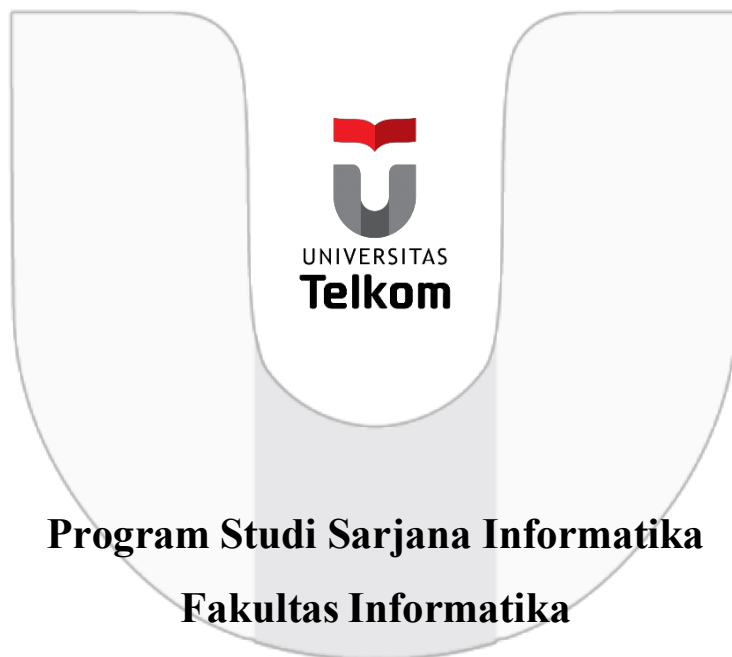 UNIVERSITAS
Telkom
Program Studi Sarjana Informatika
Fakultas Informatika